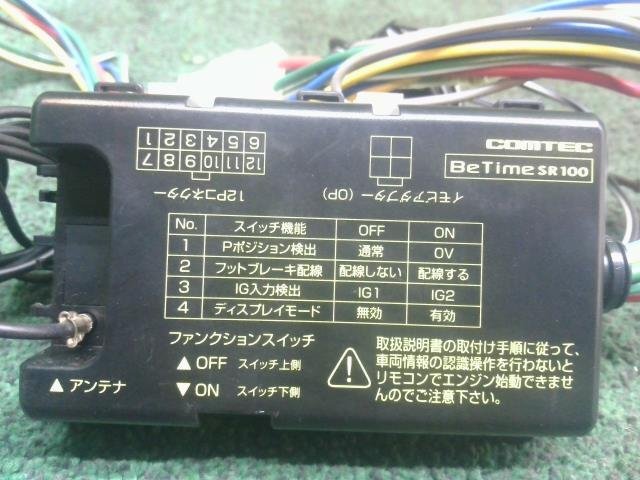 COMTEC
BeTime SR100
6 5 4 3 2 1
12 11 10 9 8 7
12Pコネクター
イモビアダプター (OP)
No. スイッチ機能 OFF ON
1 Pポジション検出 通常 0V
2 フットブレーキ配線 配線しない 配線する
3 IG入力検出 IG1 IG2
4 ディスプレイモード 無効 有効
ファンクションスイッチ
▲ OFF スイッチ上側
▼ ON スイッチ下側
▲ アンテナ
取扱説明書の取付け手順に従って、
車両情報の認識操作を行わないと
リモコンでエンジン始動できませ
んのでご注意下さい。